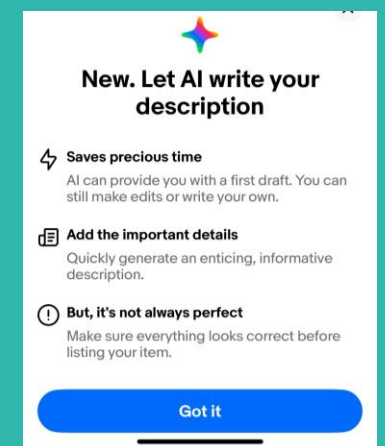 New. Let AI write your
description
Saves precious time
AI can provide you with a first draft. You can
still make edits or write your own.
Add the important details
Quickly generate an enticing, informative
description.
But, it's not always perfect
Make sure everything looks correct before
listing your item.
Got it